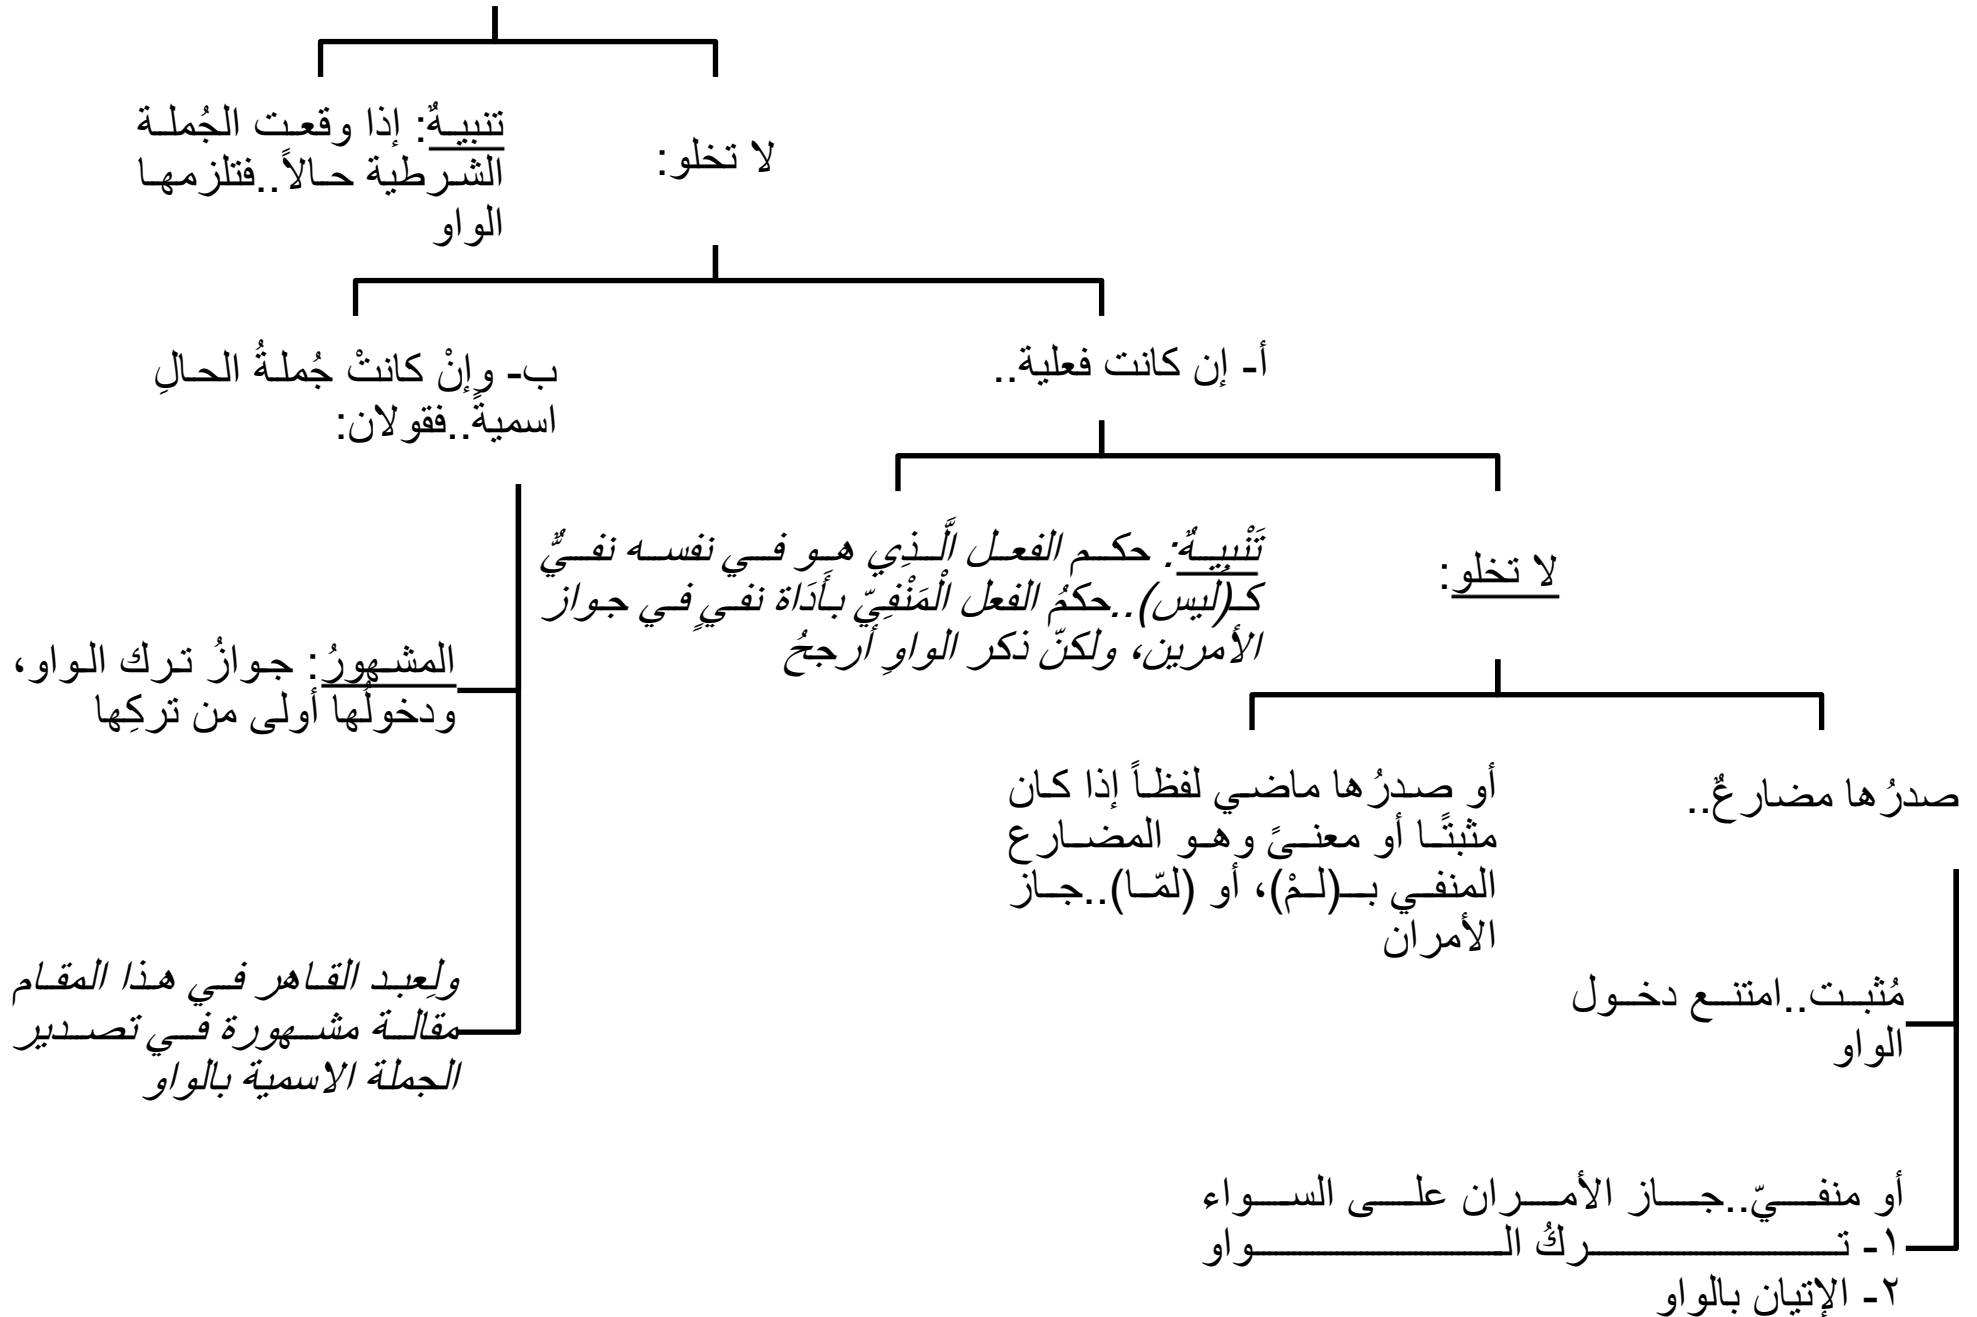 لا تخلو:
تنبيهٌ: إذا وقعت الجُملة
الشرطية حالاً..فتلزمها
الواو
أ- إن كانت فعلية..
ب- وإنْ كانتْ جُملةُ الحالِ
اسميةً..فقولان:
لا تخلو:
تَنْبِيهٌ: حكم الفعل الَّذِي هو في نفسه نفيٌّ
كـ(لَيس)..حكمُ الفعل الْمَنْفِيّ بأَدَاة نفيٍ في جواز
الأمرين، ولكنّ ذكر الواوِ أرجحُ
صدرُها مضارعٌ..
أو صدرُها ماضي لفظاً إذا كان
مثبتًا أو معنىً وهو المضارع
المنفي بـ(لمْ)، أو (لمّا)..جاز
الأمران
مُثبت..امتنع دخول
الواو
أو منفيّ..جاز الأمران على السواء
١- تركُ الواو
٢- الإتيان بالواو
المشهورُ: جوازُ ترك الواو،
ودخولُها أولى من تركِها
ولِعبد القاهر في هذا المقام
مقالة مشهورة في تصدير
الجملة الاسمية بالواو